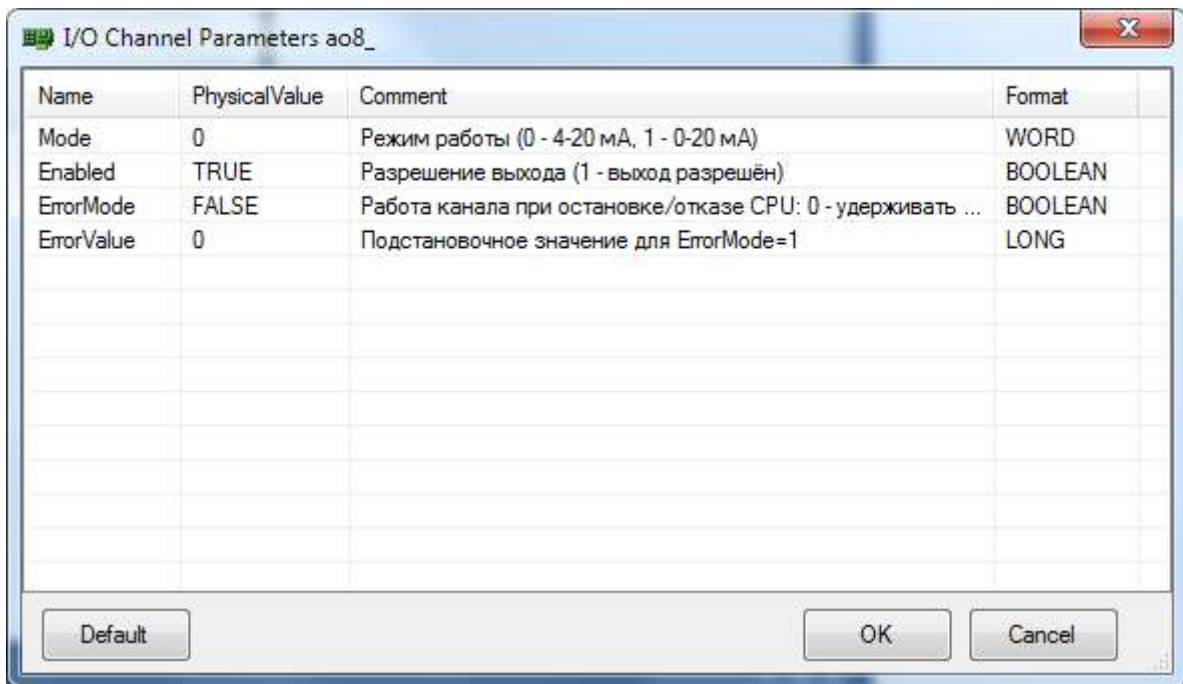 I/O Channel Parameters ao8_
Name PhysicalValue Comment Format
Mode 0 Режим работы (0 - 4-20 мА, 1 - 0-20 мА) WORD
Enabled TRUE Разрешение выхода (1 - выход разрешён) BOOLEAN
ErrorMode FALSE Работа канала при остановке/отказе CPU: 0 - удерживать ... BOOLEAN
ErrorValue 0 Подстановочное значение для ErrorMode=1 LONG
Default OK Cancel